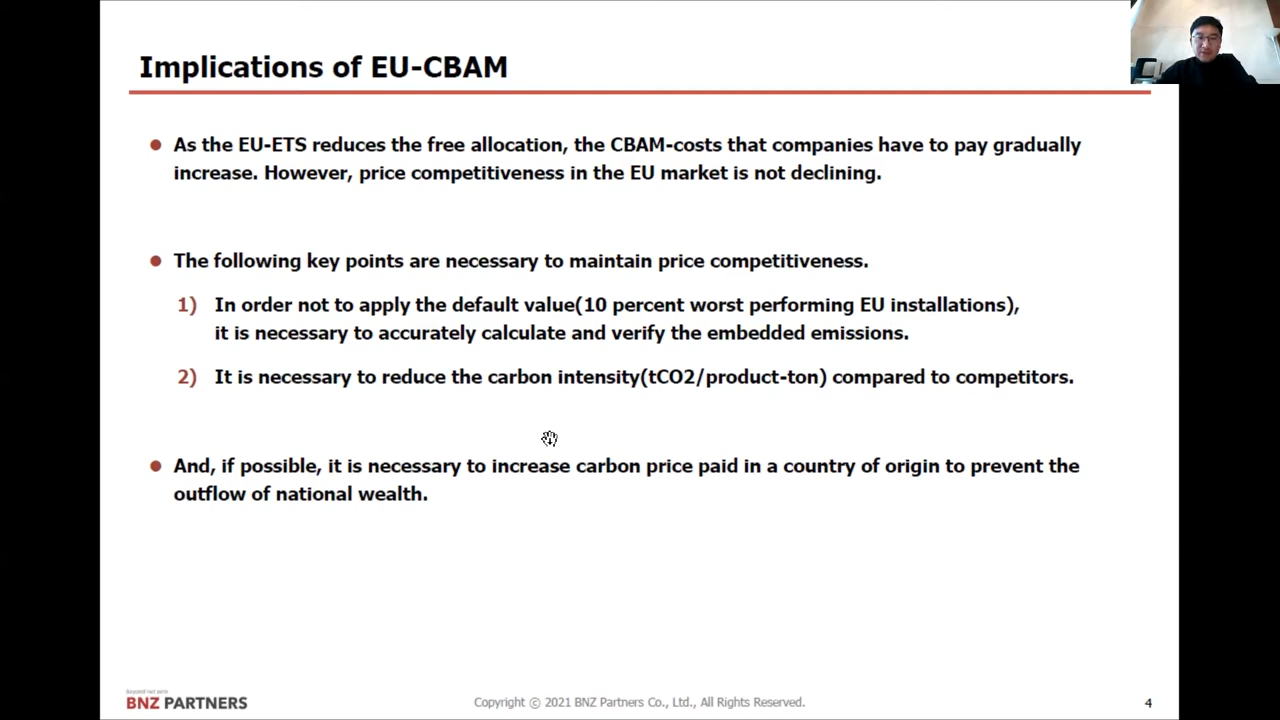 Implications of EU-CBAM
As the EU-ETS reduces the free allocation, the CBAM-costs that companies have to pay gradually
increase. However, price competitiveness in the EU market is not declining.
The following key points are necessary to maintain price competitiveness.
1) In order not to apply the default value(10 percent worst performing EU installations),
it is necessary to accurately calculate and verify the embedded emissions.
2) It is necessary to reduce the carbon intensity(tCO2/product-ton) compared to competitors.
And, if possible, it is necessary to increase carbon price paid in a country of origin to prevent the
outflow of national wealth.
Beyond net zero
BNZ PARTNERS
Copyright ⓒ 2021 BNZ Partners Co., Ltd., All Rights Reserved.
4